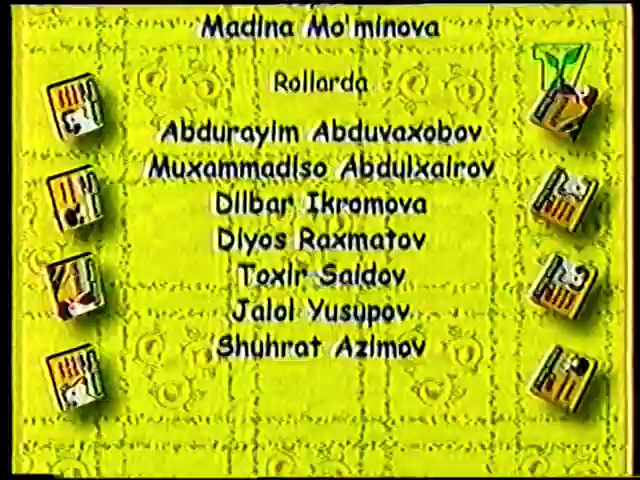 Madina Mo'minova
Rollarda
Abdurayim Abduvaxobov
Muxammadiso Abdulxairov
Dilbar Ikromova
Diyos Raxmatov
Toxir Saidov
Jalol Yusupov
Shuhrat Azimov